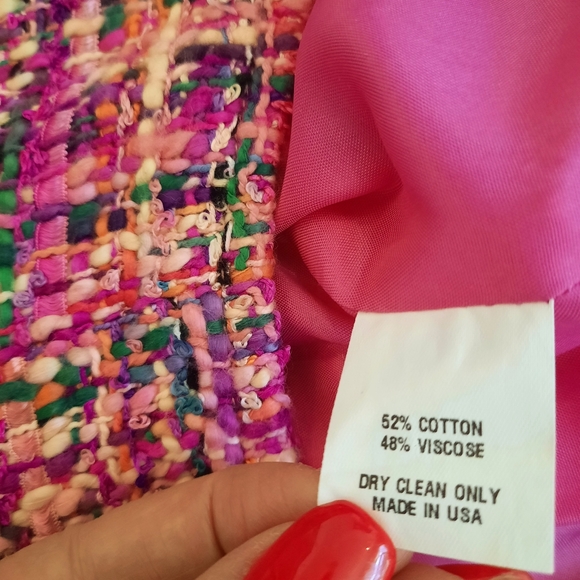 52% COTTON
48% VISCOSE
DRY CLEAN ONLY
MADE IN USA